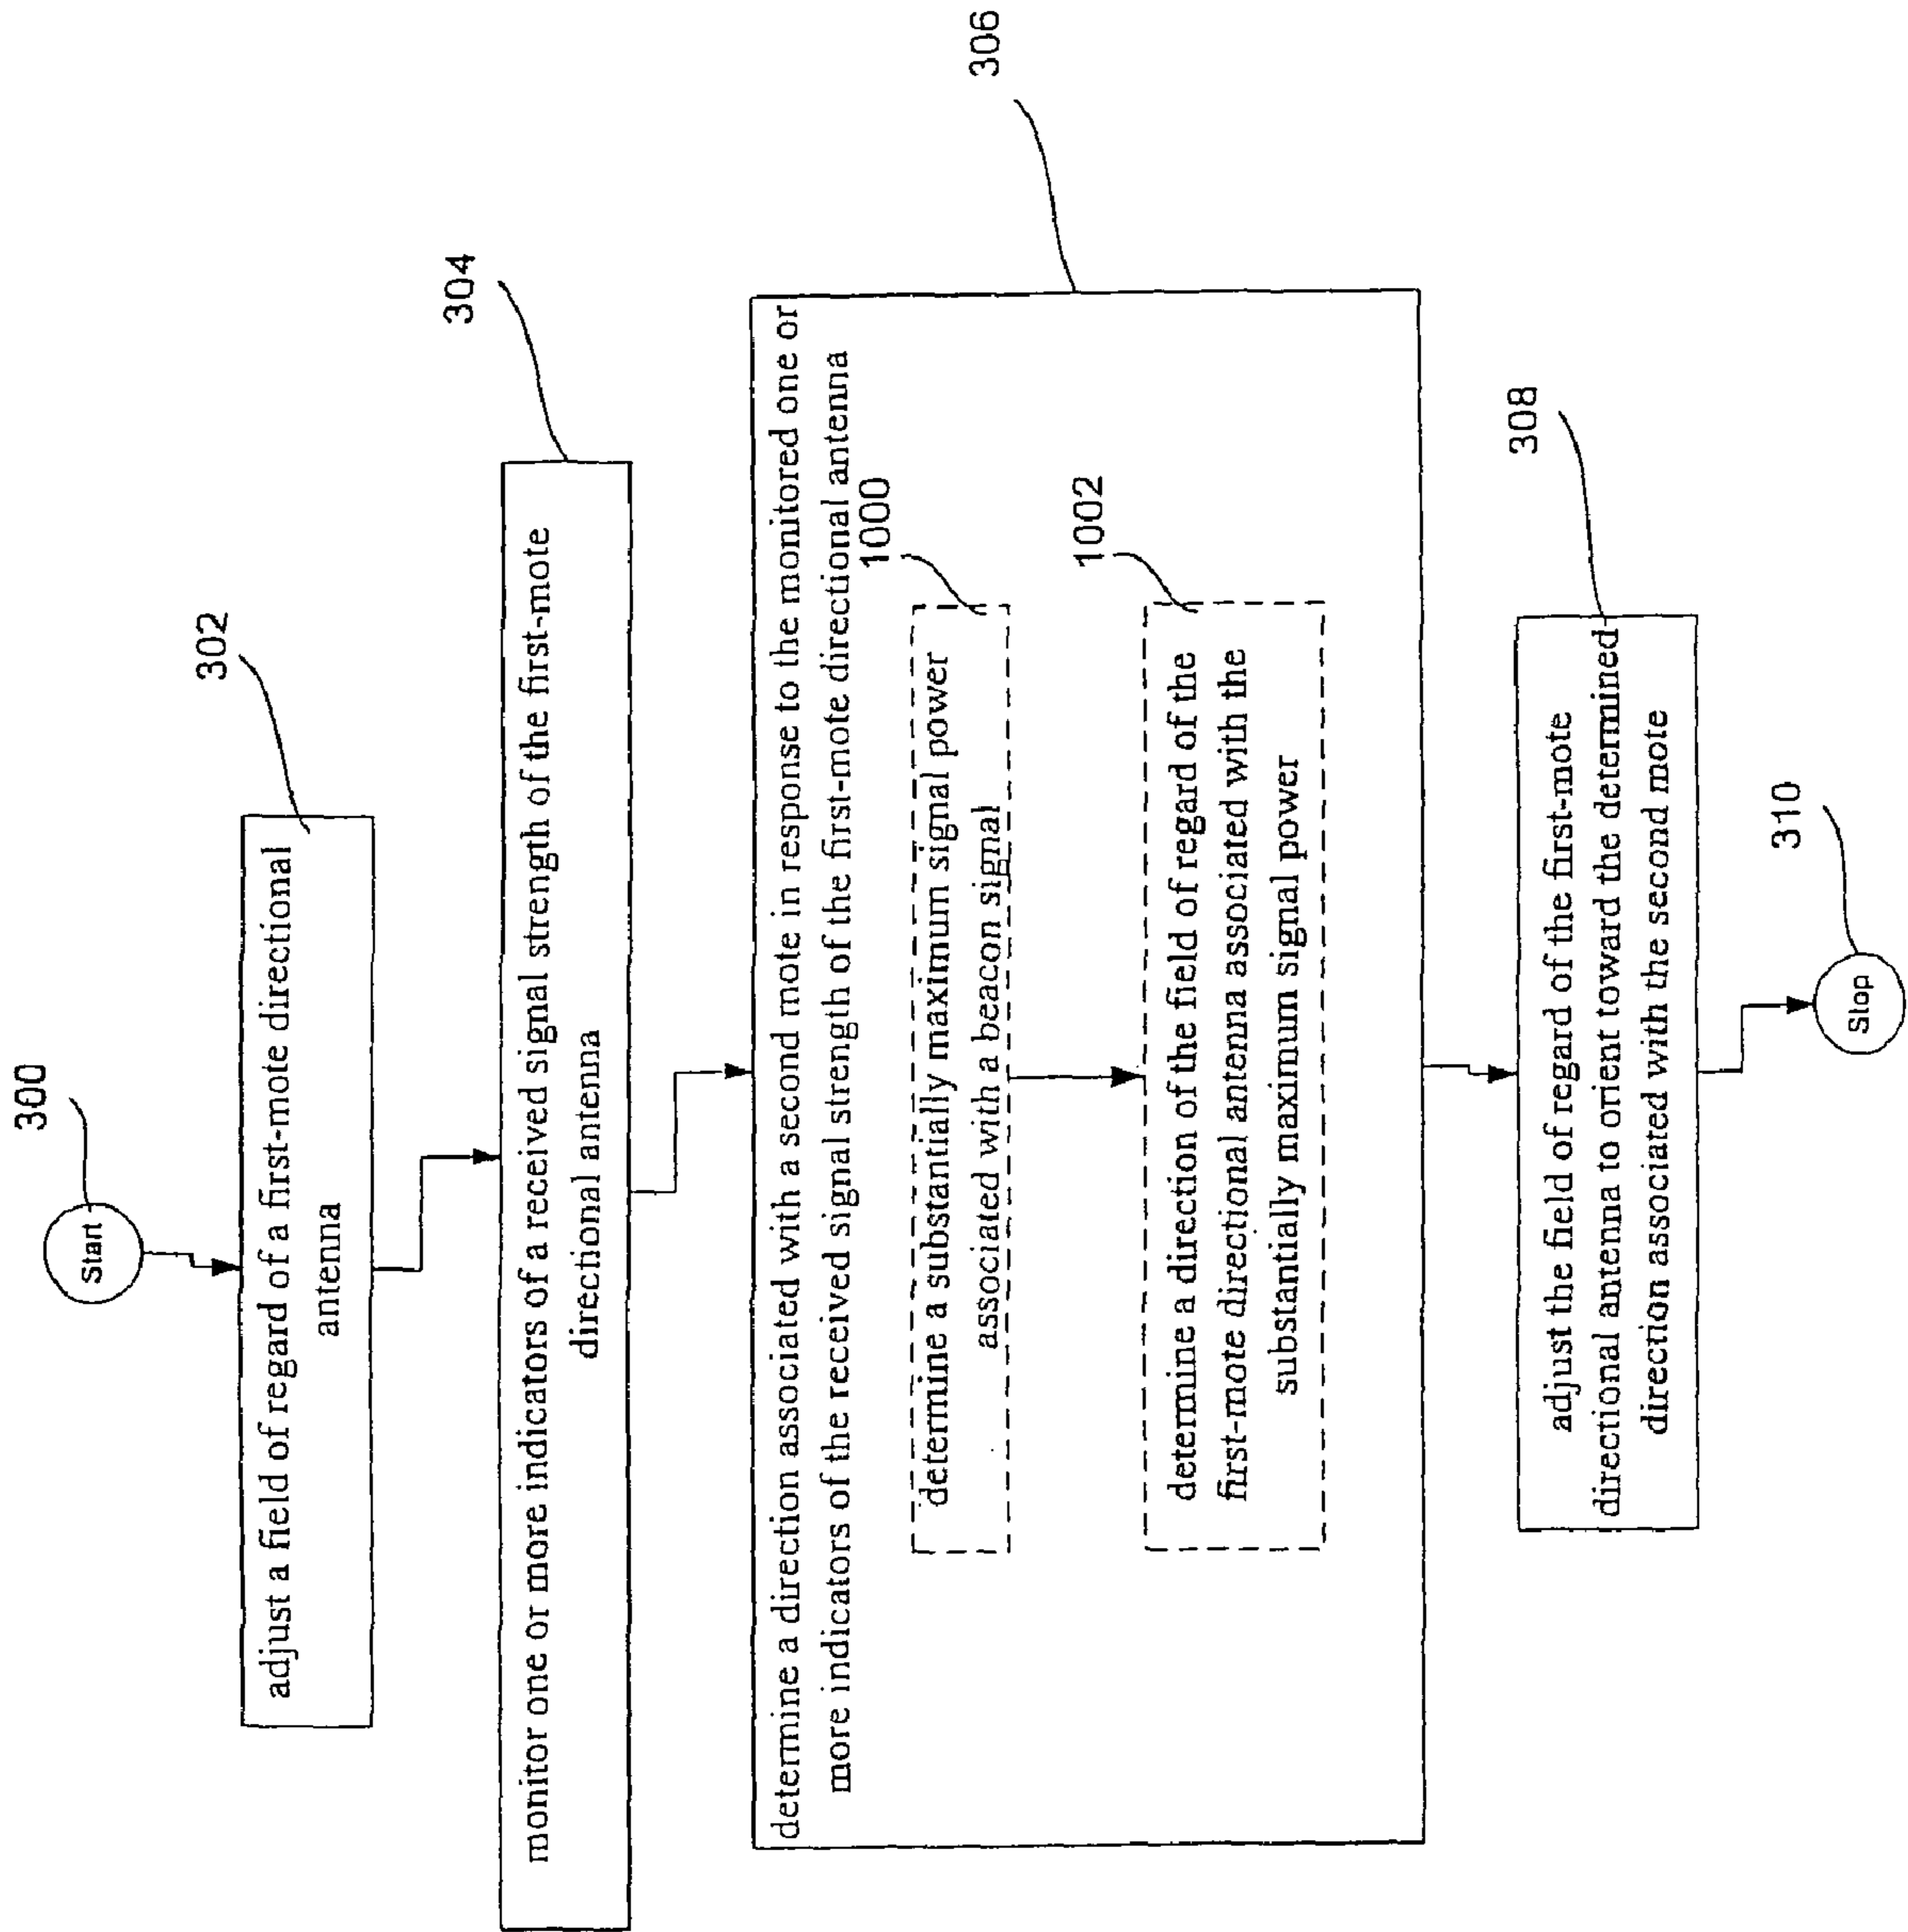 300
Start
302
adjust a field of regard of a first-mote directional
antenna
304
monitor one or more indicators of a received signal strength of the first-mote
directional antenna
306
determine a direction associated with a second mote in response to the monitored one or
more indicators of the received signal strength of the first-mote directional antenna
1000
determine a substantially maximum signal power
associated with a beacon signal
1002
determine a direction of the field of regard of the
first-mote directional antenna associated with the
substantially maximum signal power
308
adjust the field of regard of the first-mote
directional antenna to orient toward the determined
direction associated with the second mote
310
Stop